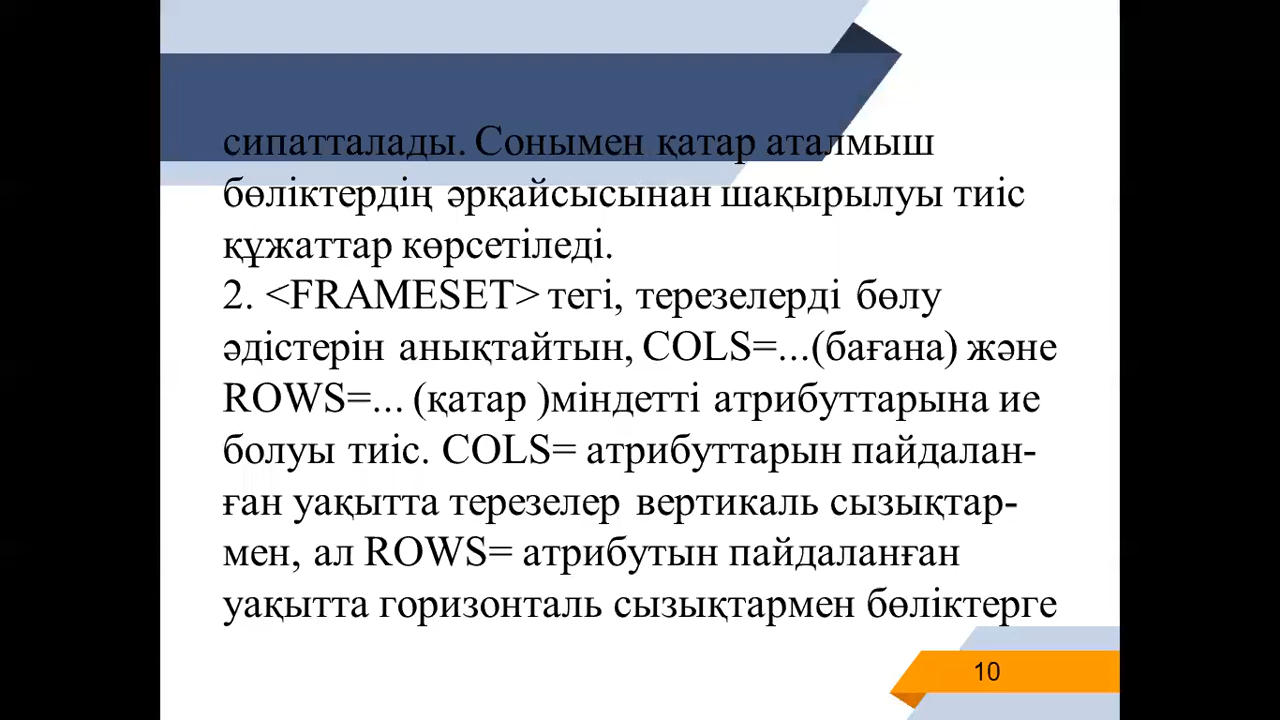 сипатталады. Сонымен қатар аталмыш
бөліктердің әрқайсысынан шақырылуы тиіс
құжаттар көрсетіледі.
2. <FRAMESET> тегі, терезелерді бөлу
әдістерін анықтайтын, COLS=...(бағана) және
ROWS=... (қатар )міндетті атрибуттарына ие
болуы тиіс. COLS= атрибуттарын пайдалан-
ған уақытта терезелер вертикаль сызықтар-
мен, ал ROWS= атрибутын пайдаланған
уақытта горизонталь сызықтармен бөліктерге
10